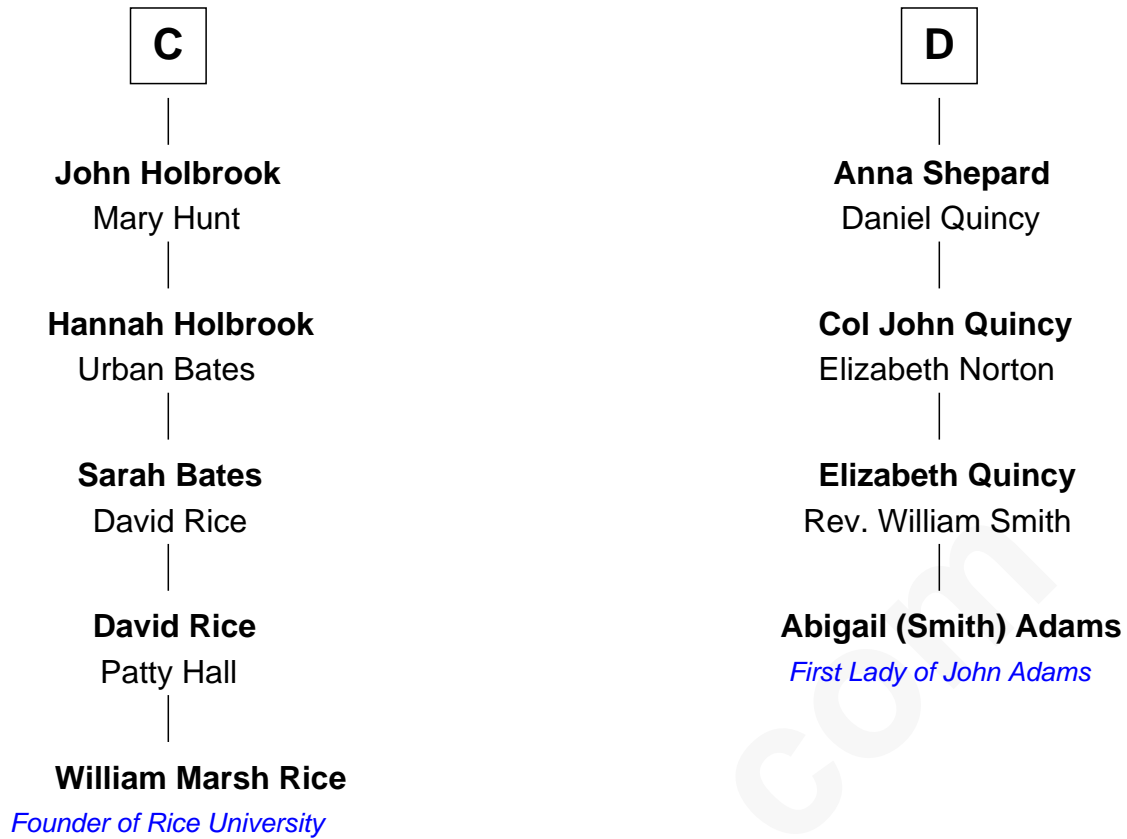 C
John Holbrook
Mary Hunt
Hannah Holbrook
Urban Bates
Sarah Bates
David Rice
David Rice
Patty Hall
William Marsh Rice
Founder of Rice University
D
Anna Shepard
Daniel Quincy
Col John Quincy
Elizabeth Norton
Elizabeth Quincy
Rev. William Smith
Abigail (Smith) Adams
First Lady of John Adams
com